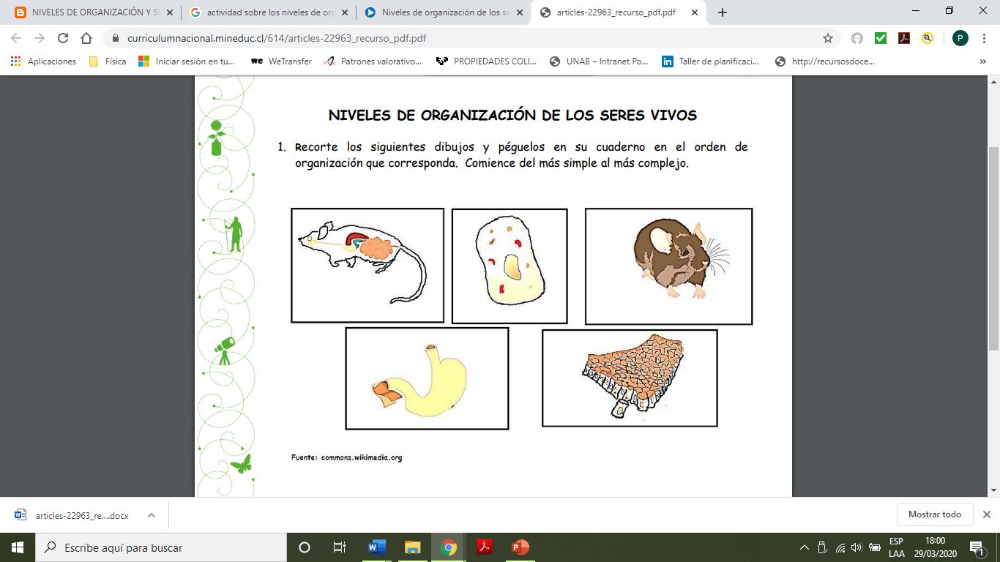 NIVELES DE ORGANIZACIÓN Y SI
actividad sobre los niveles de org
Niveles de organización de los se
articles-22963_recurso_pdf.pdf
curriculumnacional.mineduc.cl/614/articles-22963_recurso_pdf.pdf
P
Aplicaciones
Física
Iniciar sesión en tu...
we WeTransfer
Patrones valorativo...
PROPIEDADES COLI...
UNAB – Intranet Po...
in Taller de planificaci...
http://recursosdoce...
»
NIVELES DE ORGANIZACIÓN DE LOS SERES VIVOS
1. Recorte los siguientes dibujos y péguelos en su cuaderno en el orden de
organización que corresponda. Comience del más simple al más complejo.
Fuente: commons.wikimedia.org
articles-22963_re....docx
Mostrar todo
Escribe aquí para buscar
ESP
LAA
18:00
29/03/2020
1